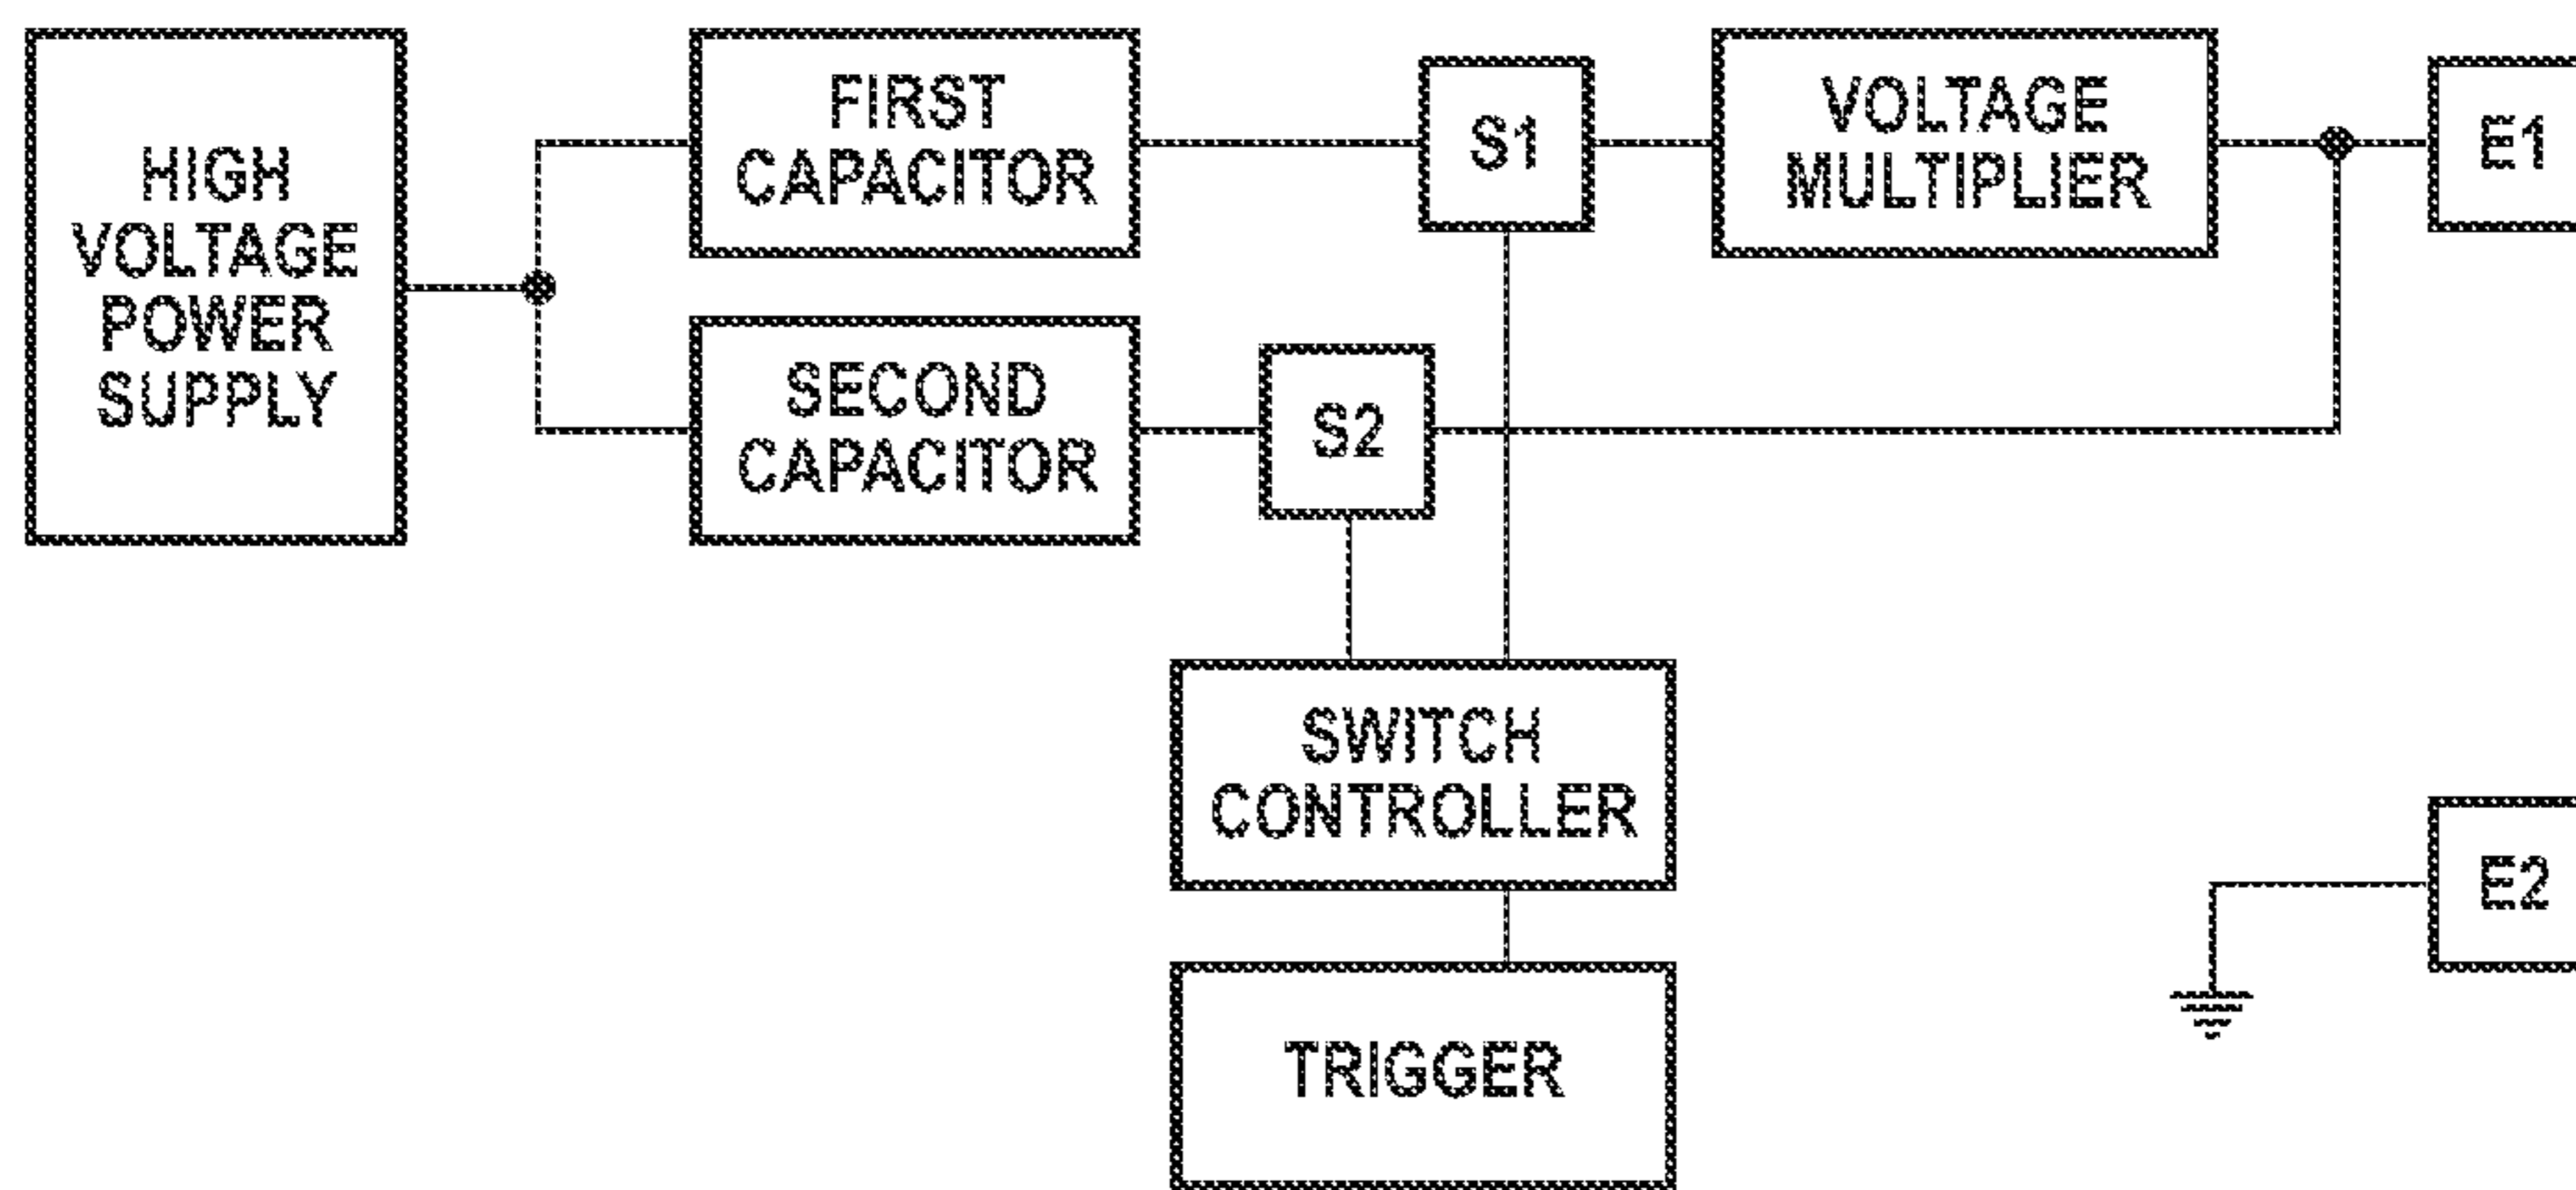 HIGH
VOLTAGE
POWER
SUPPLY
FIRST
CAPACITOR
S1
VOLTAGE
MULTIPLIER
E1
SECOND
CAPACITOR
S2
SWITCH
CONTROLLER
E2
TRIGGER